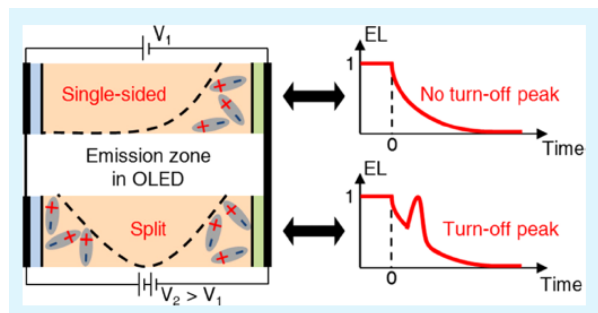 V1
Single-sided
Emission zone
in OLED
Split
V2 > V1
EL
1
No turn-off peak
0
Time
EL
1
Turn-off peak
0
Time